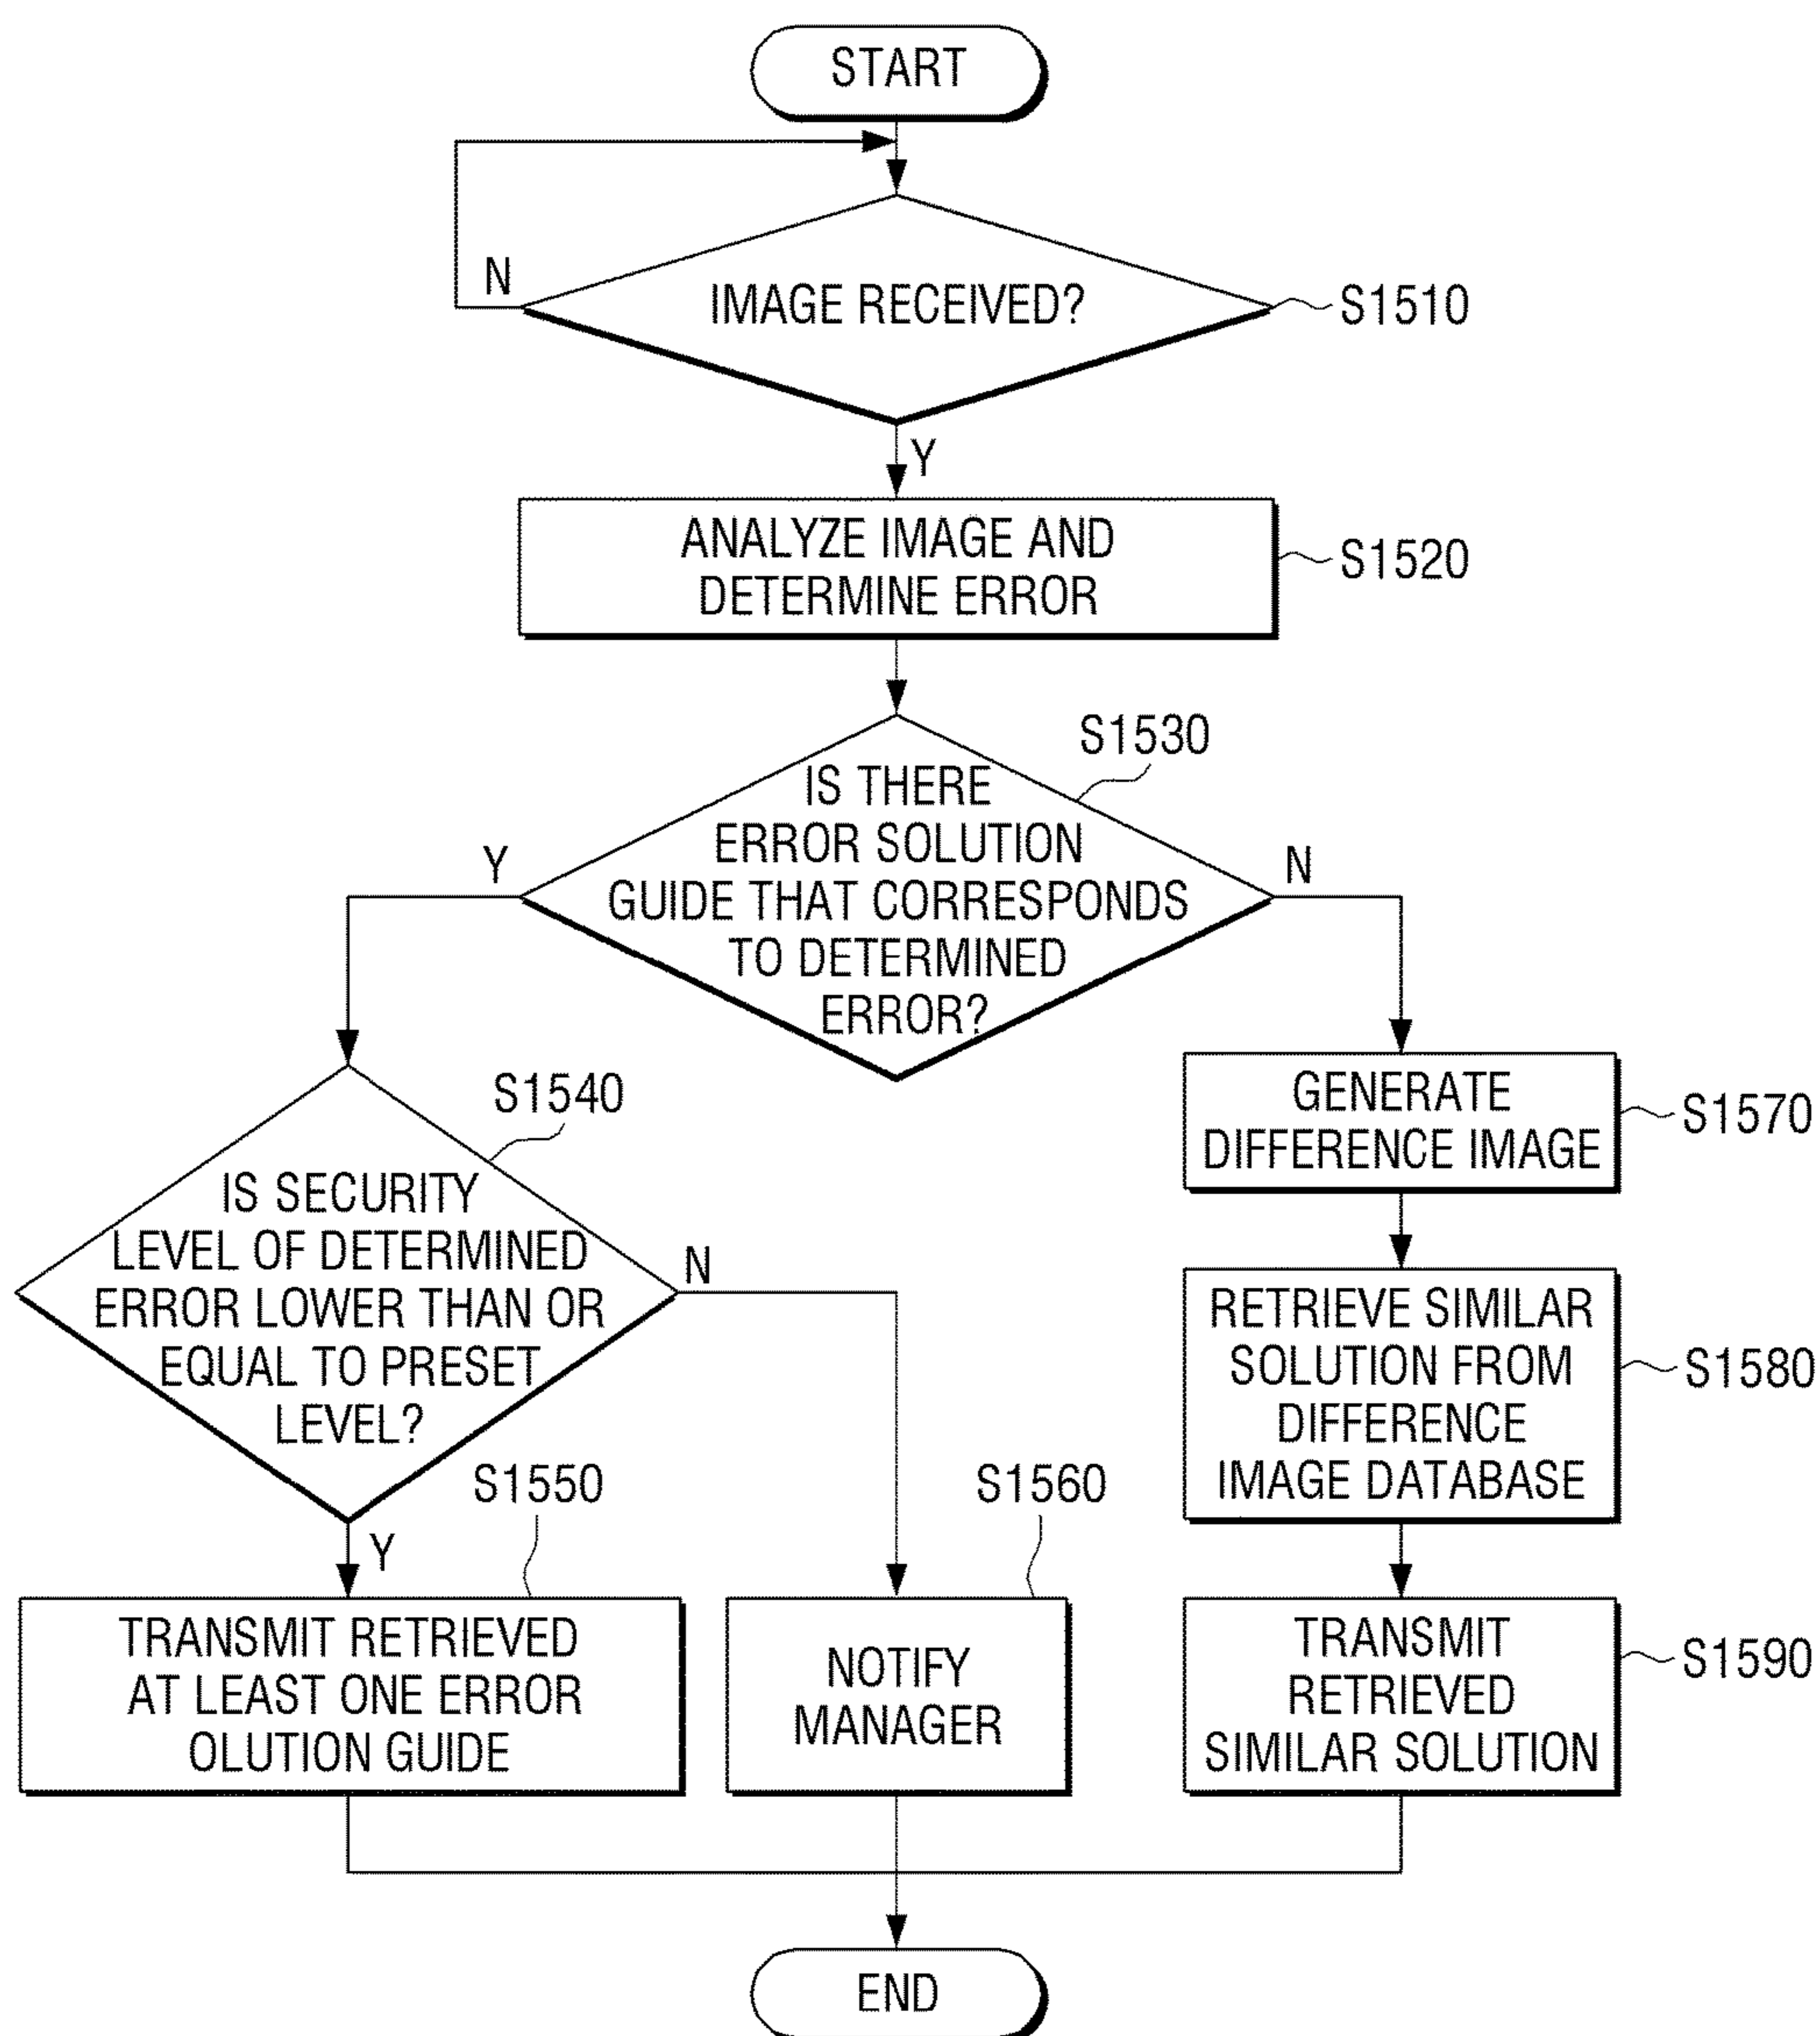 START
N
IMAGE RECEIVED?
S1510
Y
ANALYZE IMAGE AND
DETERMINE ERROR
S1520
S1530
IS THERE
ERROR SOLUTION
GUIDE THAT CORRESPONDS
TO DETERMINED
ERROR?
Y
N
S1540
IS SECURITY
LEVEL OF DETERMINED
ERROR LOWER THAN OR
EQUAL TO PRESET
LEVEL?
N
Y
GENERATE
DIFFERENCE IMAGE
S1570
RETRIEVE SIMILAR
SOLUTION FROM
DIFFERENCE
IMAGE DATABASE
S1580
S1550
TRANSMIT RETRIEVED
AT LEAST ONE ERROR
OLUTION GUIDE
S1560
NOTIFY
MANAGER
TRANSMIT
RETRIEVED
SIMILAR SOLUTION
S1590
END